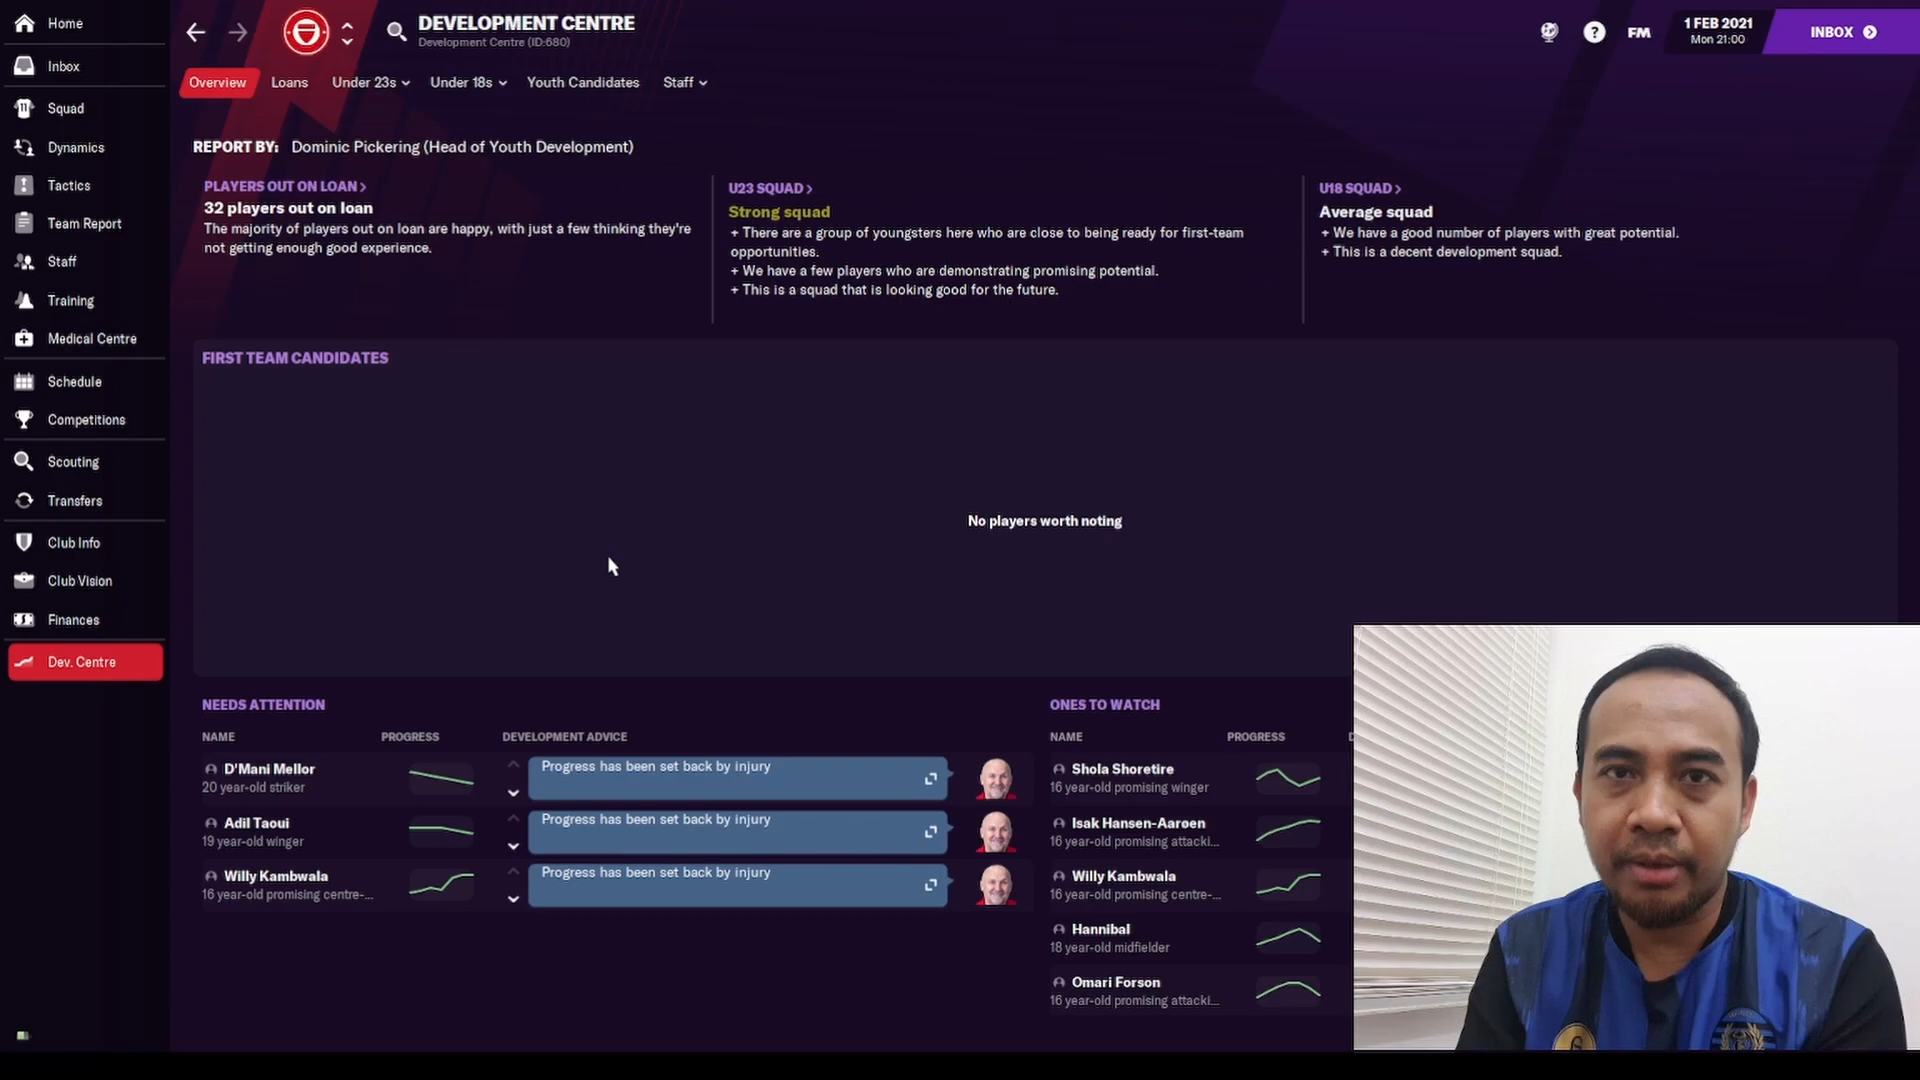 Home
Inbox
Squad
Dynamics
Tactics
Team Report
Staff
Training
Medical Centre
Schedule
Competitions
Scouting
Transfers
Club Info
Club Vision
Finances
Dev. Centre
DEVELOPMENT CENTRE
Development Centre (ID:680)
FM
1 FEB 2021
Mon 21:00
INBOX
Overview
Loans
Under 23s
Under 18s
Youth Candidates
Staff
REPORT BY: Dominic Pickering (Head of Youth Development)
PLAYERS OUT ON LOAN >
32 players out on loan
The majority of players out on loan are happy, with just a few thinking they're
not getting enough good experience.
U23 SQUAD >
Strong squad
+ There are a group of youngsters here who are close to being ready for first-team
opportunities.
+ We have a few players who are demonstrating promising potential.
+ This is a squad that is looking good for the future.
U18 SQUAD >
Average squad
+ We have a good number of players with great potential.
+ This is a decent development squad.
FIRST TEAM CANDIDATES
No players worth noting
NEEDS ATTENTION
NAME PROGRESS DEVELOPMENT ADVICE
D'Mani Mellor
20 year-old striker
Progress has been set back by injury
Adil Taoui
19 year-old winger
Progress has been set back by injury
Willy Kambwala
16 year-old promising centre-...
Progress has been set back by injury
ONES TO WATCH
NAME PROGRESS D
Shola Shoretire
16 year-old promising winger
Isak Hansen-Aarøen
16 year-old promising attacki...
Willy Kambwala
16 year-old promising centre-...
Hannibal
18 year-old midfielder
Omari Forson
16 year-old promising attacki...